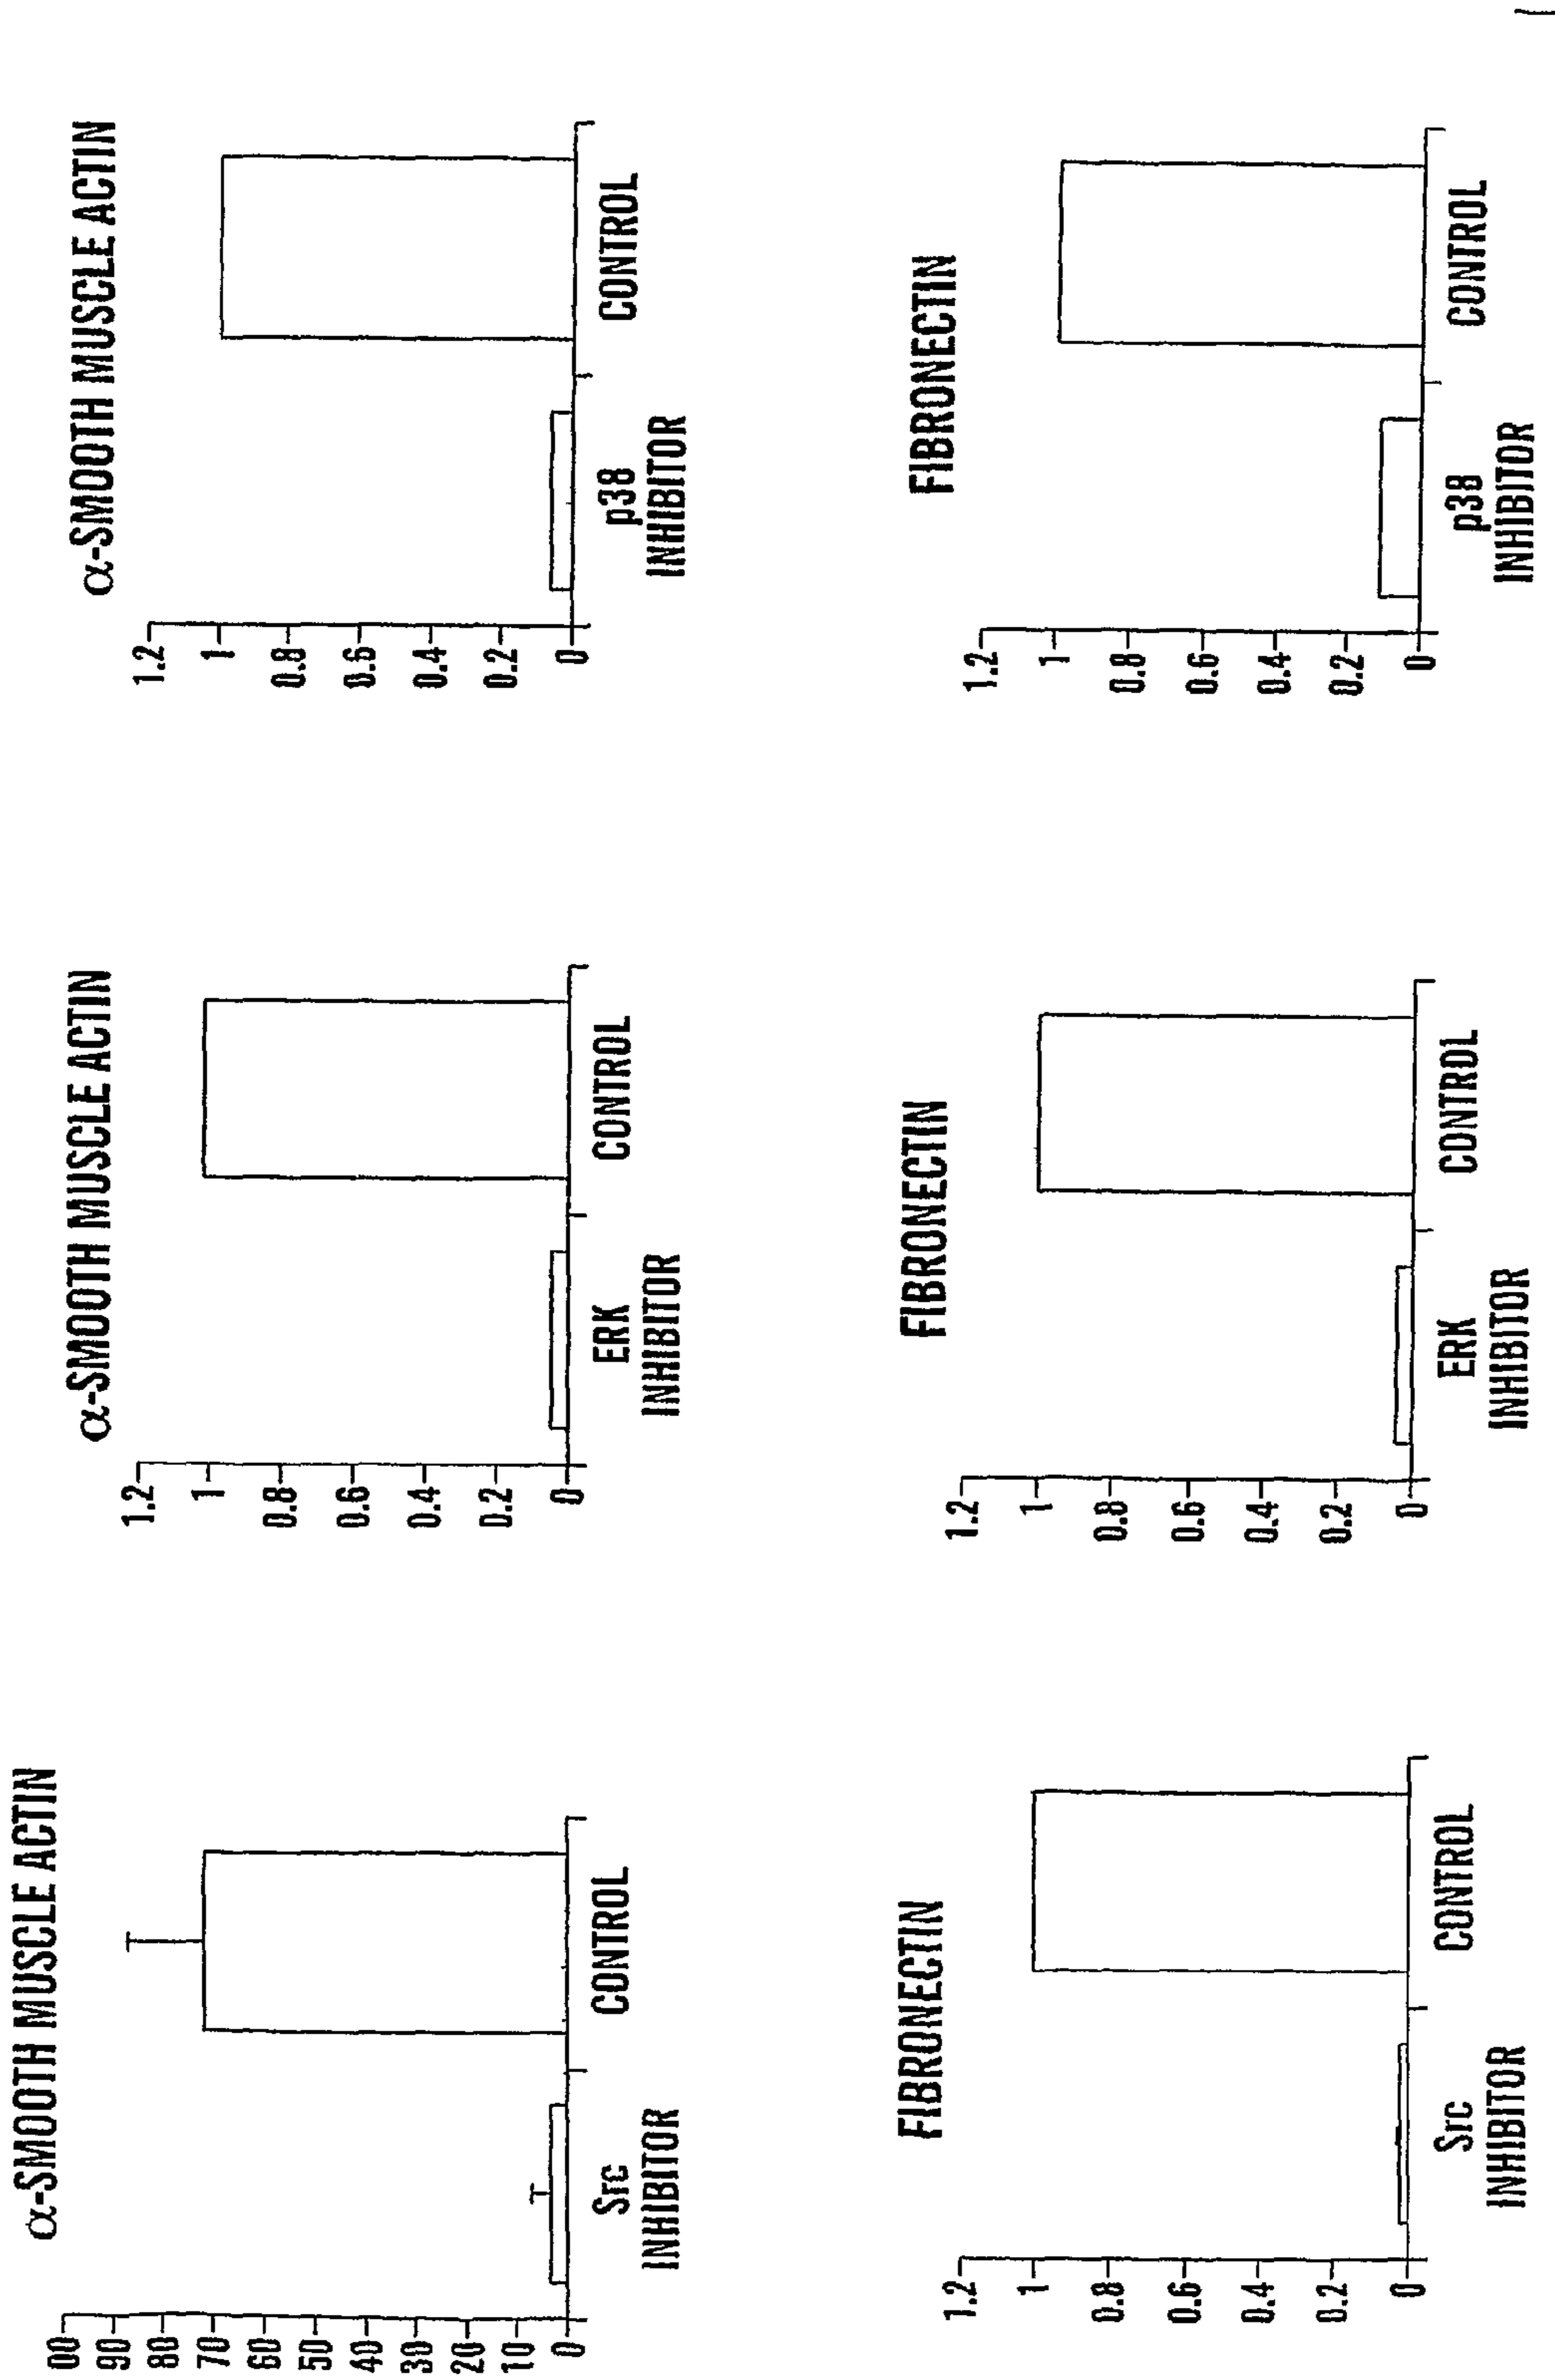 α-SMOOTH MUSCLE ACTIN
00
90
80
70
60
50
40
30
20
10
0
Src
INHIBITOR
CONTROL
α-SMOOTH MUSCLE ACTIN
1.2
1
0.8
0.6
0.4
0.2
0
ERK
INHIBITOR
CONTROL
α-SMOOTH MUSCLE ACTIN
1.2
1
0.8
0.6
0.4
0.2
0
p38
INHIBITOR
CONTROL
FIBRONECTIN
1.2
1
0.8
0.6
0.4
0.2
0
Src
INHIBITOR
CONTROL
FIBRONECTIN
1.2
1
0.8
0.6
0.4
0.2
0
ERK
INHIBITOR
CONTROL
FIBRONECTIN
1.2
1
0.8
0.6
0.4
0.2
0
p38
INHIBITOR
CONTROL